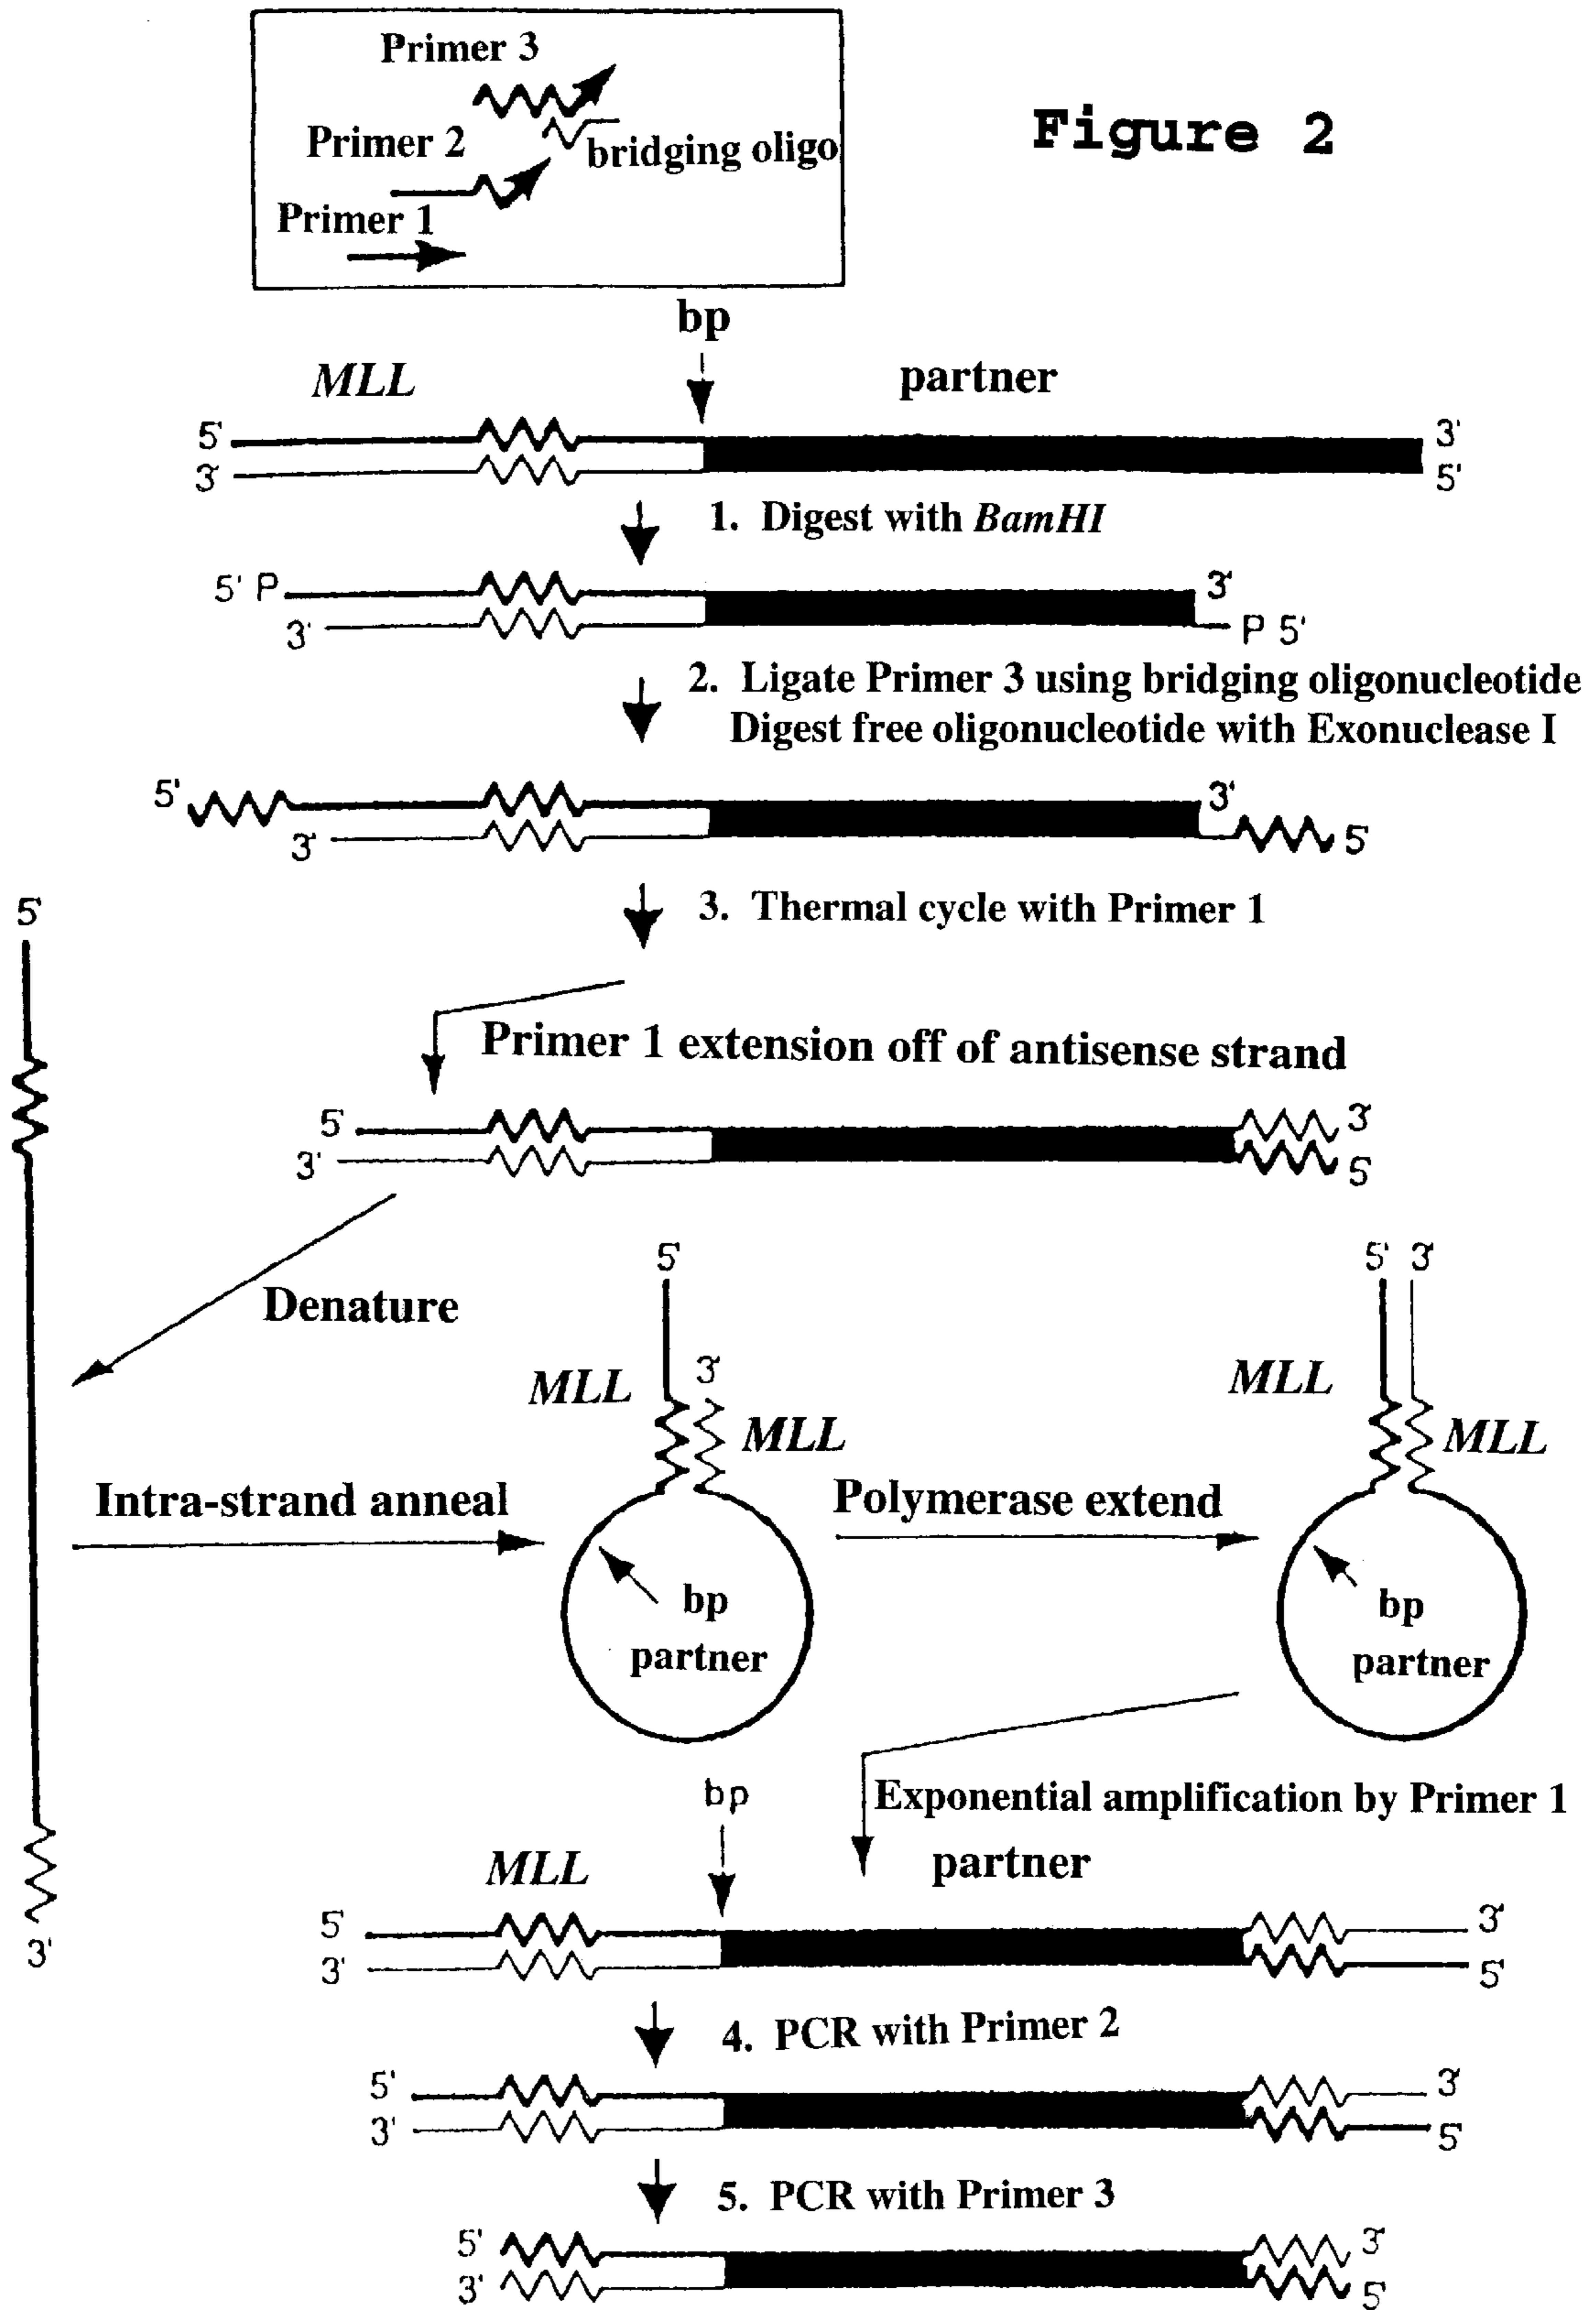 Primer 3
Figure 2
Primer 2
bridging oligo
Primer 1
bp
MLL
partner
5'
3'
3'
5'
1. Digest with BamHI
5' P
3'
3'
P 5'
2. Ligate Primer 3 using bridging oligonucleotide
Digest free oligonucleotide with Exonuclease I
5'
3'
3'
5'
3. Thermal cycle with Primer 1
5'
Primer 1 extension off of antisense strand
5'
3'
3'
5'
Denature
5'
5' 3'
MLL
3'
MLL
MLL
MLL
Intra-strand anneal
Polymerase extend
bp
partner
bp
partner
Exponential amplification by Primer 1
bp
MLL
partner
5'
3'
3'
5'
3'
4. PCR with Primer 2
5'
3'
3'
5'
5. PCR with Primer 3
5'
3'
3'
5'